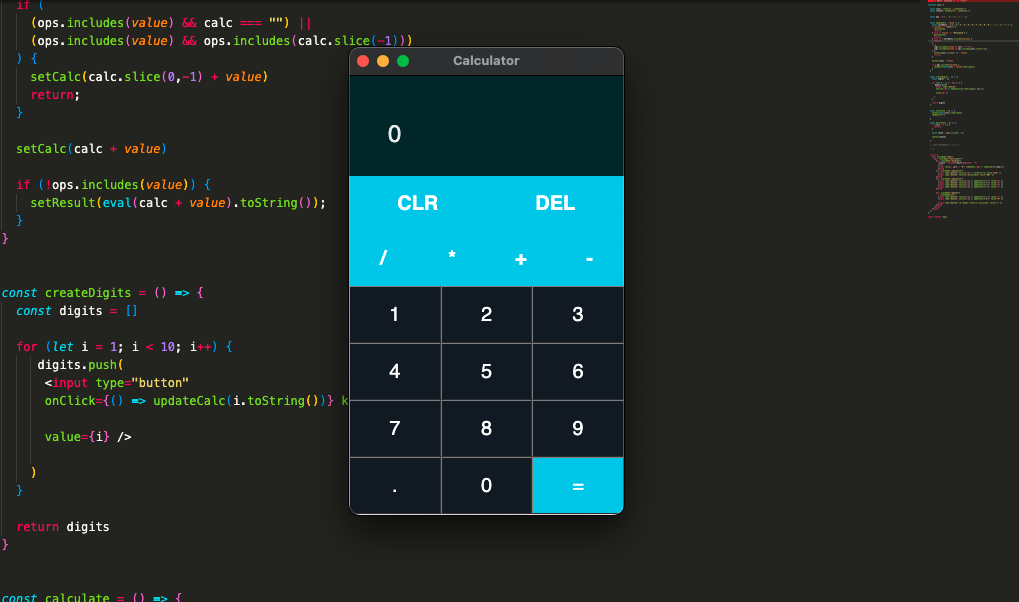 if (
(ops.includes(value) && calc === "") ||
(ops.includes(value) && ops.includes(calc.slice(-1)))
) {
setCalc(calc.slice(0,-1) + value)
return;
}
setCalc(calc + value)
if (!ops.includes(value)) {
setResult(eval(calc + value).toString());
}
}
const createDigits = () => {
const digits = []
for (let i = 1; i < 10; i++) {
digits.push(
<input type="button"
onClick={() => updateCalc(i.toString())} k
value={i} />
)
}
return digits
}
const calculate = () => {
Calculator
0
CLR DEL
/ * + -
1 2 3
4 5 6
7 8 9
. 0 =